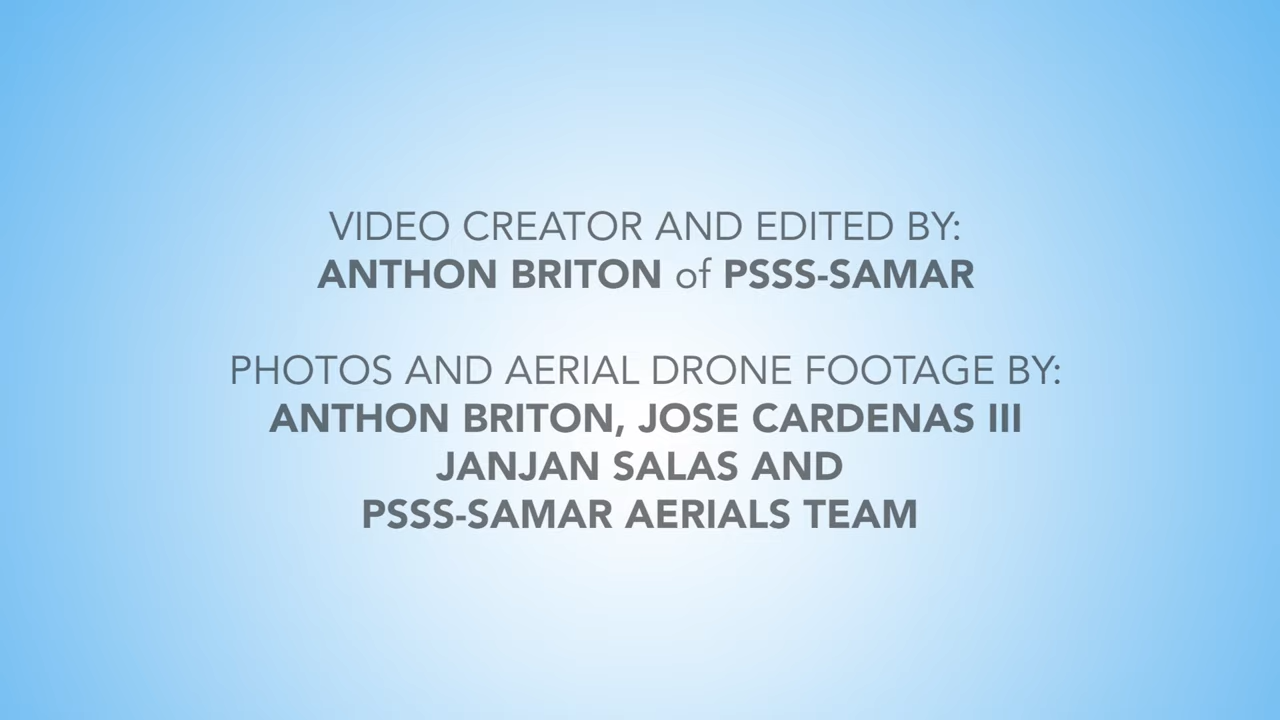 VIDEO CREATOR AND EDITED BY:
ANTHON BRITON of PSSS-SAMAR
PHOTOS AND AERIAL DRONE FOOTAGE BY:
ANTHON BRITON, JOSE CARDENAS III
JANJAN SALAS AND
PSSS-SAMAR AERIALS TEAM